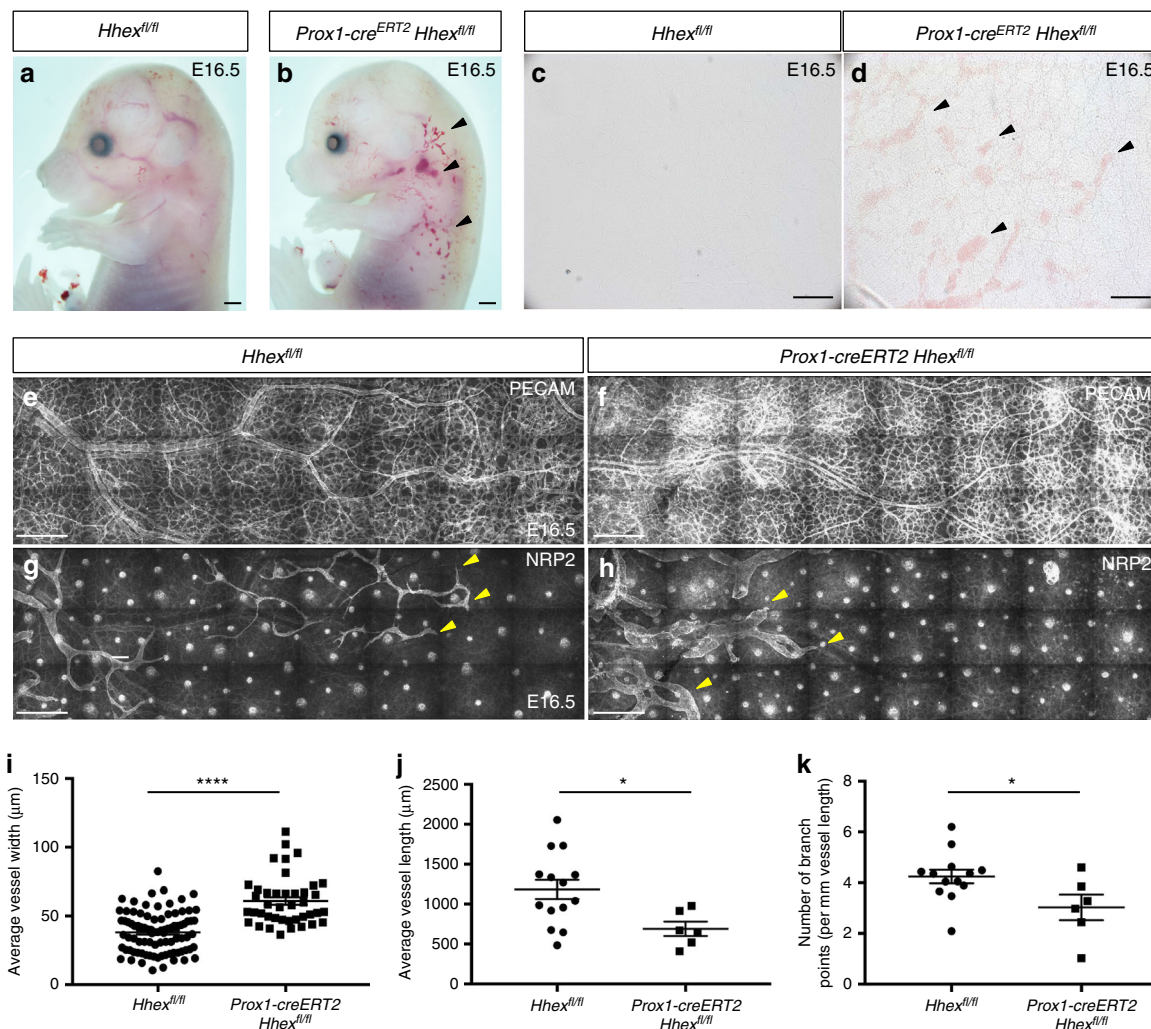 Hhex^fl/fl
Prox1-cre^ERT2 Hhex^fl/fl
Hhex^fl/fl
Prox1-cre^ERT2 Hhex^fl/fl
a
E16.5
b
E16.5
c
E16.5
d
E16.5
Hhex^fl/fl
Prox1-creERT2 Hhex^fl/fl
e
PECAM
E16.5
f
PECAM
g
NRP2
E16.5
h
NRP2
i
Average vessel width (μm)
150
100
50
0
****
Hhex^fl/fl
Prox1-creERT2
Hhex^fl/fl
j
Average vessel length (μm)
2500
2000
1500
1000
500
0
*
Hhex^fl/fl
Prox1-creERT2
Hhex^fl/fl
k
Number of branch
points (per mm vessel length)
8
6
4
2
0
*
Hhex^fl/fl
Prox1-creERT2
Hhex^fl/fl